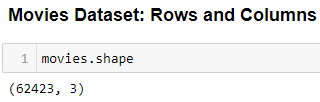 Movies Dataset: Rows and Columns
1 movies.shape
(62423, 3)